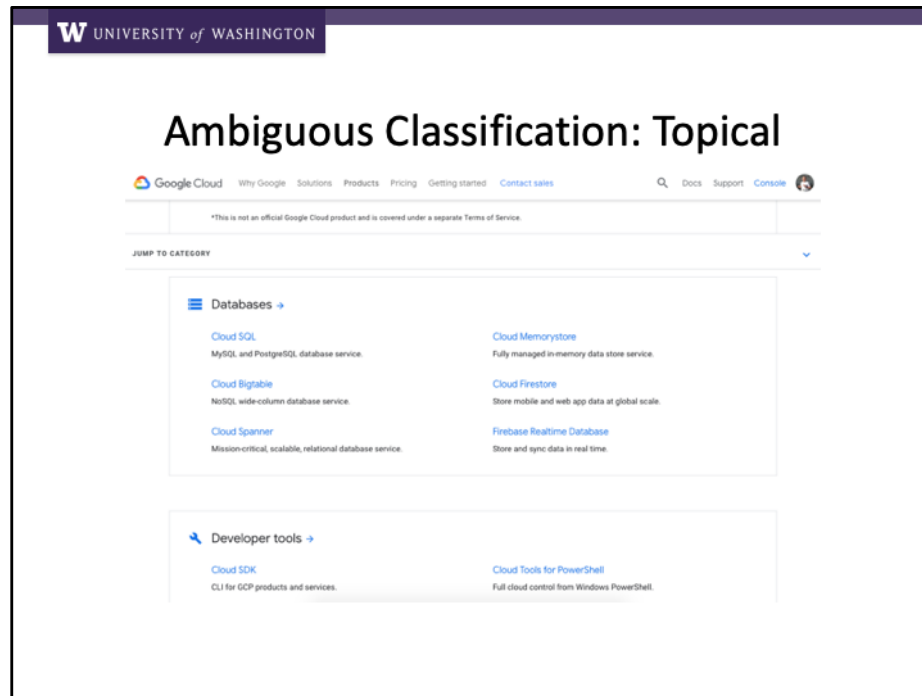 W UNIVERSITY of WASHINGTON
Ambiguous Classification: Topical
Google Cloud Why Google Solutions Products Pricing Getting started Contact sales Docs Support Console
*This is not an official Google Cloud product and is covered under a separate Terms of Service.
JUMP TO CATEGORY
Databases →
Cloud SQL Cloud Memorystore
MySQL and PostgreSQL database service. Fully managed in-memory data store service.
Cloud Bigtable Cloud Firestore
NoSQL wide-column database service. Store mobile and web app data at global scale.
Cloud Spanner Firebase Realtime Database
Mission-critical, scalable, relational database service. Store and sync data in real time.
Developer tools →
Cloud SDK Cloud Tools for PowerShell
CLI for GCP products and services. Full cloud control from Windows PowerShell.